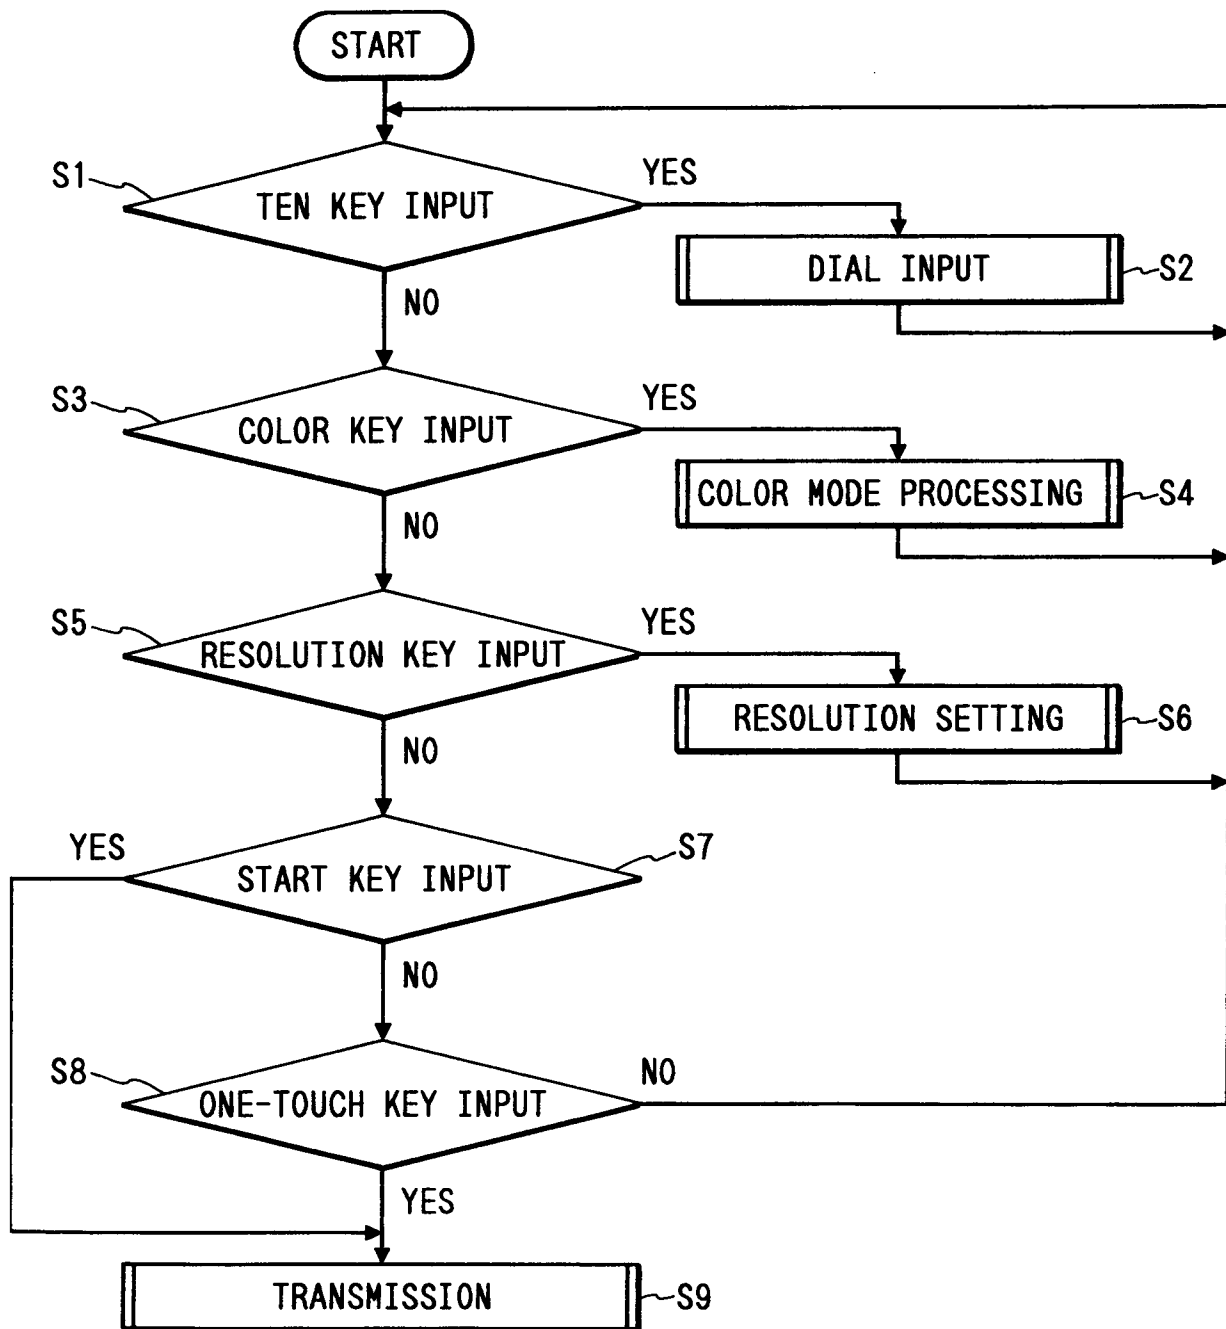 START
S1
TEN KEY INPUT
YES
DIAL INPUT
S2
NO
S3
COLOR KEY INPUT
YES
COLOR MODE PROCESSING
S4
NO
S5
RESOLUTION KEY INPUT
YES
RESOLUTION SETTING
S6
NO
YES
START KEY INPUT
S7
NO
S8
ONE-TOUCH KEY INPUT
NO
YES
TRANSMISSION
S9